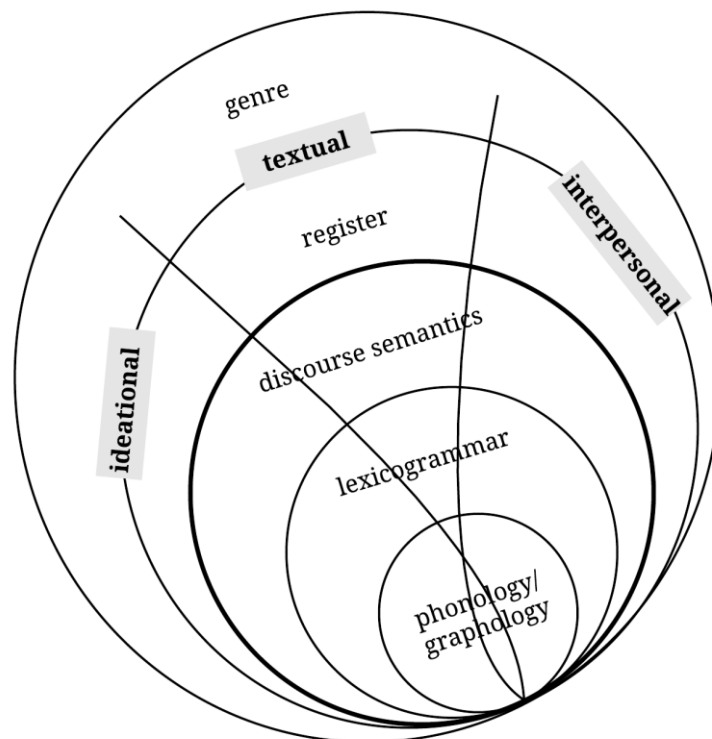 genre
textual
interpersonal
register
discourse semantics
ideational
lexicogrammar
phonology/
graphology